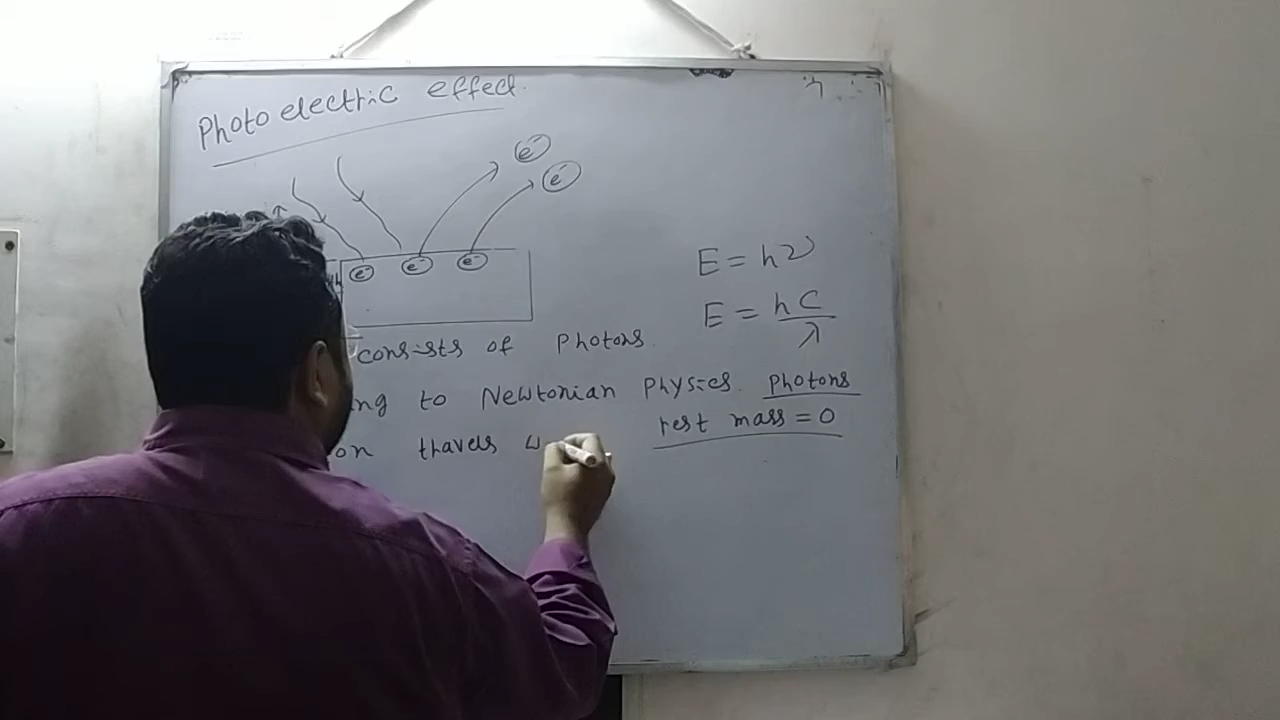 Photo electric effect.
e⁻
e⁻
e⁻ e⁻ e⁻
E = hν
E = hC/λ
consists of Photons.
ng to Newtonian Physics. Photons
rest mass = 0
on travels